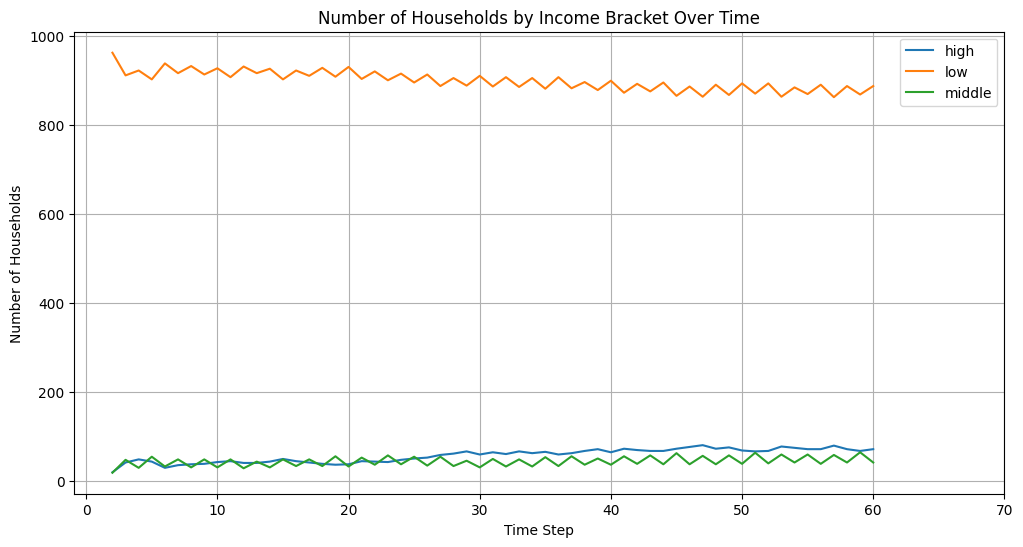 Number of Households by Income Bracket Over Time
1000
800
600
400
200
0
Number of Households
high
low
middle
0 10 20 30 40 50 60 70
Time Step